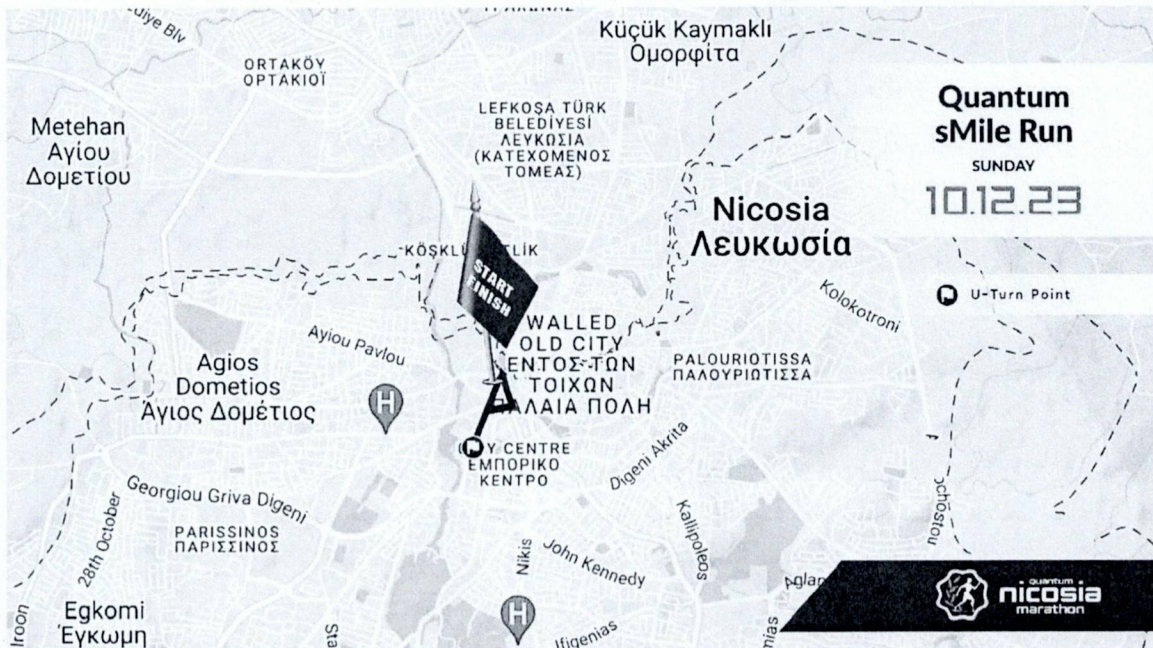 Küçük Kaymaklı
Ομορφίτα
ORTAKÖY
ΟΡΤΑΚΙΟΪ
LEFKOŞA TÜRK
BELEDİYESİ
ΛΕΥΚΩΣΙΑ
(ΚΑΤΕΧΟΜΕΝΟΣ
ΤΟΜΕΑΣ)
Metehan
Αγίου
Δομετίου
Quantum
sMile Run
SUNDAY
10.12.23
Nicosia
Λευκωσία
U-Turn Point
START
FINISH
WALLED
OLD CITY
ΕΝΤΟΣ ΤΩΝ
ΤΟΙΧΩΝ
ΠΟΛΗ
Kolokotroni
Ayiou Pavlou
PALOURIOTISSA
ΠΑΛΟΥΡΙΩΤΙΣΣΑ
Agios
Dometios
Άγιος Δομέτιος
H
CENTRE
ΕΜΠΟΡΙΚΟ
ΚΕΝΤΡΟ
Digeni Akrita
Georgiou Griva Digeni
28th October
PARISSINOS
ΠΑΡΙΣΣΙΝΟΣ
Nikis
John Kennedy
Kallipoleos
Egkomi
Έγκωμη
H
Ifigenias
quantum
nicosia
marathon